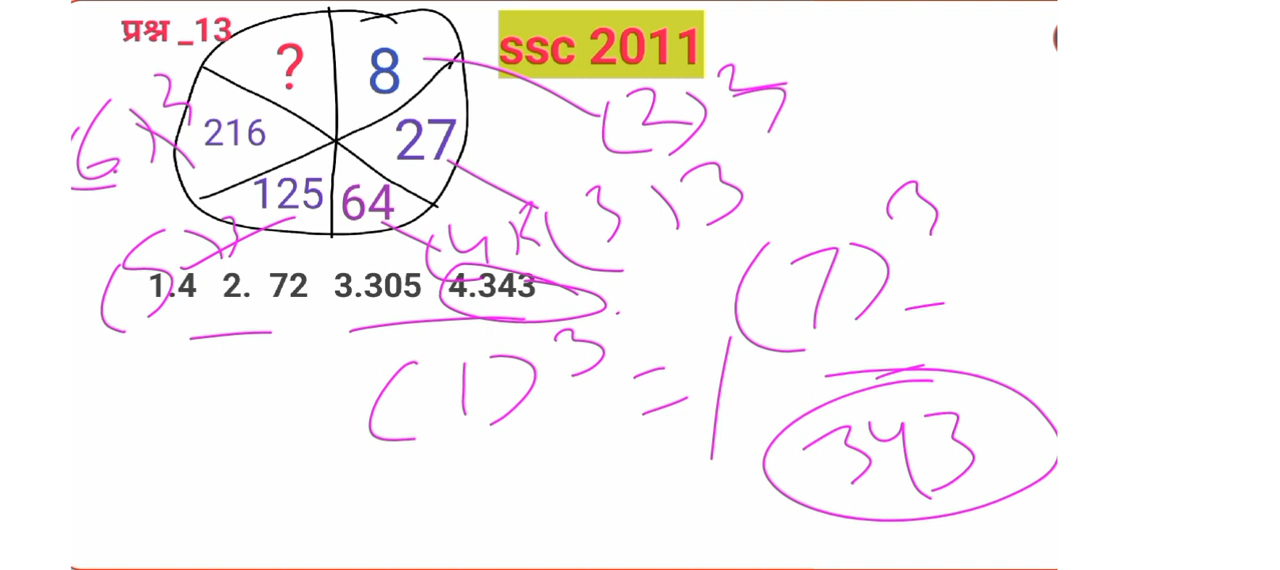 प्रश्न _13
ssc 2011
? 8
(2)3
(6)3
216 27
125 64
(3)3
(5)3
(4)3
1.4 2. 72 3.305 4.343
(7)3 =
(1)3 = 1
343